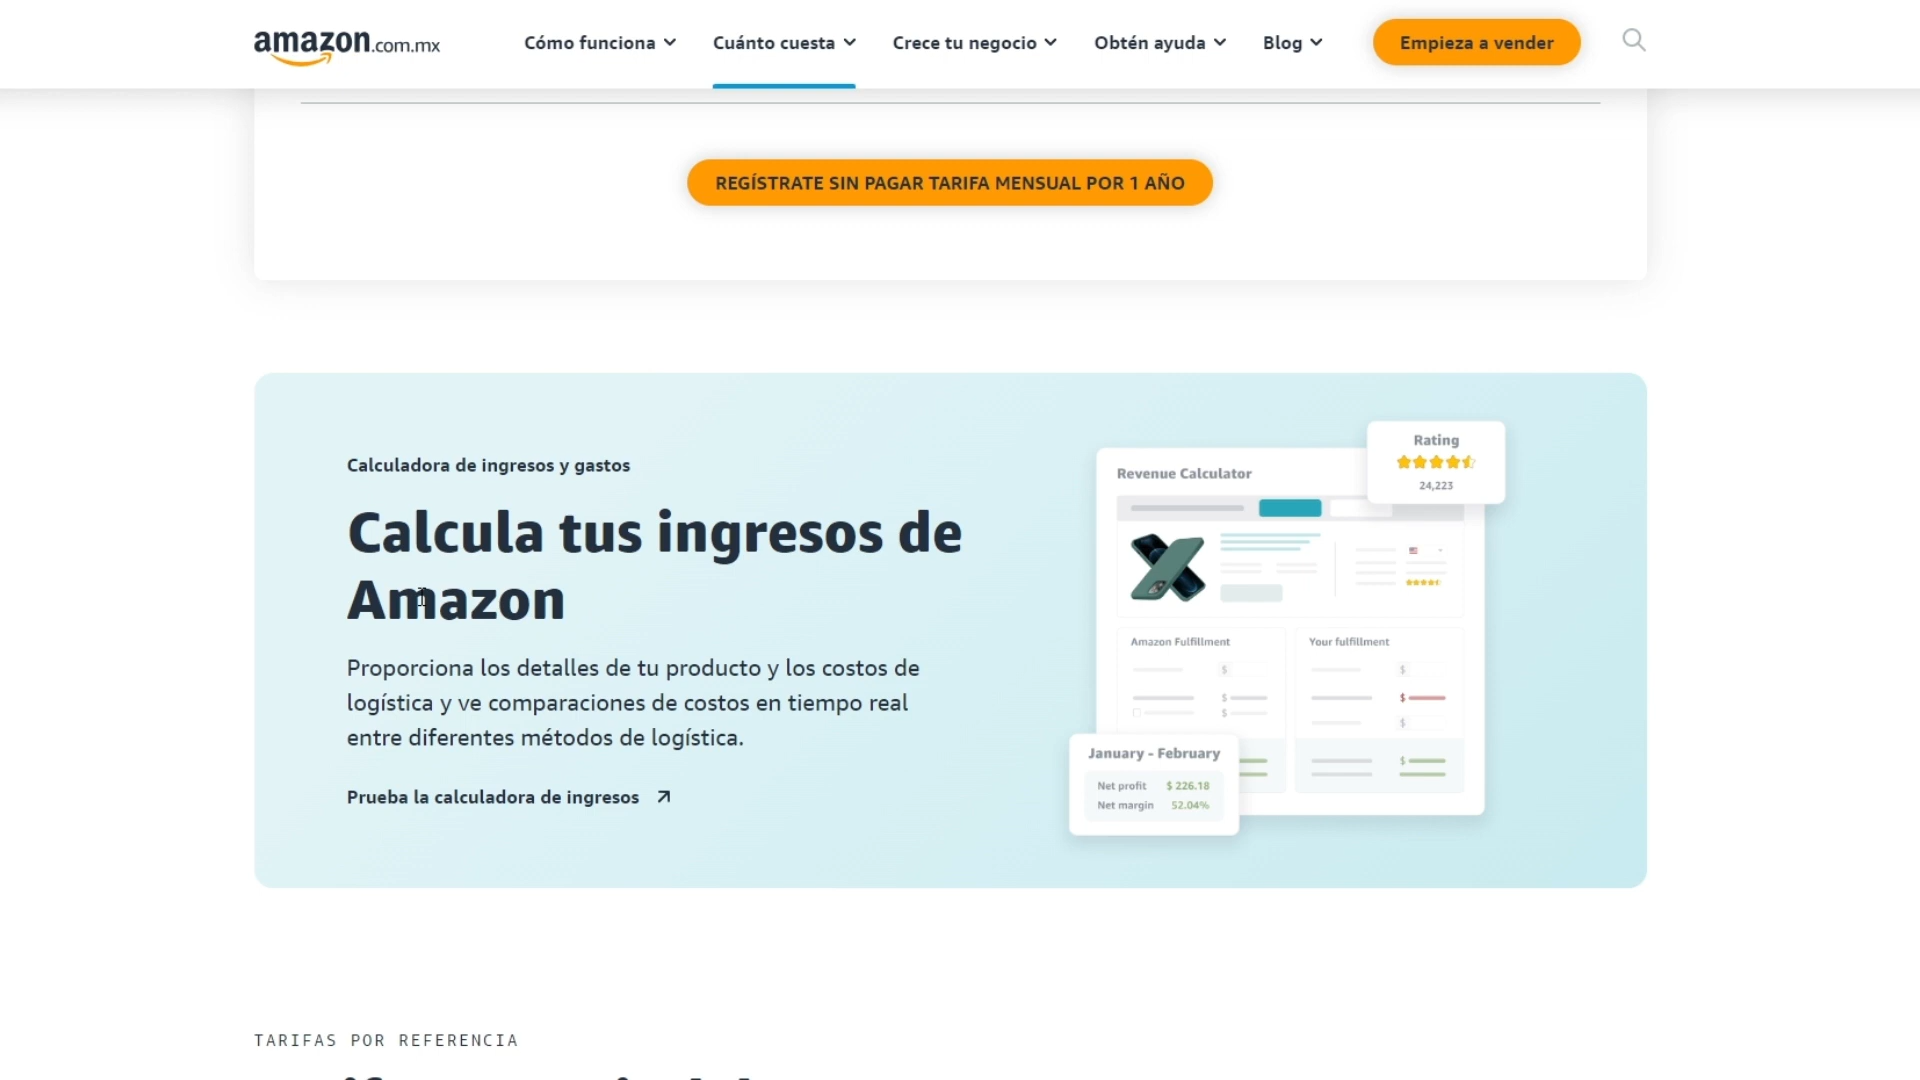 amazon.com.mx
Cómo funciona
Cuánto cuesta
Crece tu negocio
Obtén ayuda
Blog
Empieza a vender
REGÍSTRATE SIN PAGAR TARIFA MENSUAL POR 1 AÑO
Calculadora de ingresos y gastos
Calcula tus ingresos de
Amazon
Proporciona los detalles de tu producto y los costos de
logística y ve comparaciones de costos en tiempo real
entre diferentes métodos de logística.
Prueba la calculadora de ingresos
Rating
24,223
Revenue Calculator
Amazon Fulfillment
$
$
$
Your fulfillment
$
$
$
$
January - February
Net profit $ 226.18
Net margin 52.04%
TARIFAS POR REFERENCIA